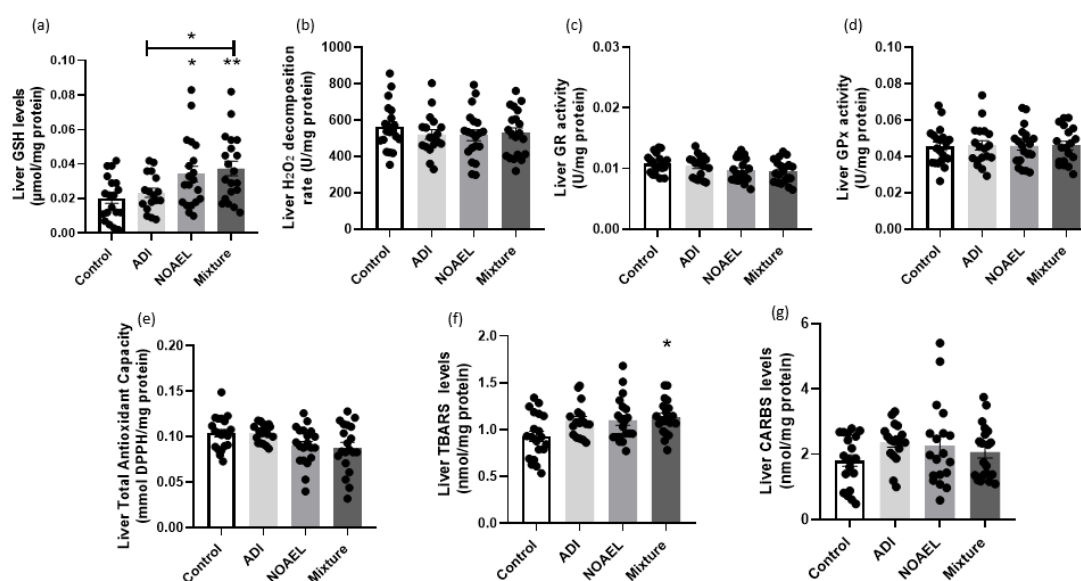 (a)
Liver GSH levels
(µmol/mg protein)
0.10
0.08
0.06
0.04
0.02
0.00
*
*
**
Control
ADI
NOAEL
Mixture
(b)
Liver H₂O₂ decomposition
rate (U/mg protein)
1000
800
600
400
200
0
Control
ADI
NOAEL
Mixture
(c)
Liver GR activity
(U/mg protein)
0.03
0.02
0.01
0.00
Control
ADI
NOAEL
Mixture
(d)
Liver GPx activity
(U/mg protein)
0.10
0.08
0.06
0.04
0.02
0.00
Control
ADI
NOAEL
Mixture
(e)
Liver Total Antioxidant Capacity
(mmol DPPH/mg protein)
0.20
0.15
0.10
0.05
0.00
Control
ADI
NOAEL
Mixture
(f)
Liver TBARS levels
(nmol/mg protein)
2.0
1.5
1.0
0.5
0.0
*
Control
ADI
NOAEL
Mixture
(g)
Liver CARBS levels
(nmol/mg protein)
6
4
2
0
Control
ADI
NOAEL
Mixture